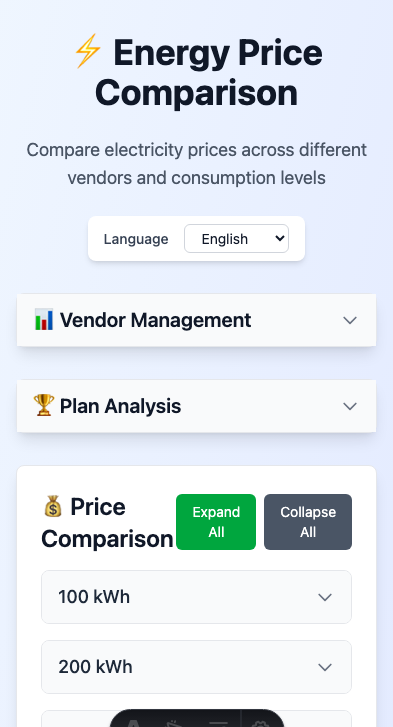 ⚡ Energy Price
Comparison
Compare electricity prices across different
vendors and consumption levels
Language English
📊 Vendor Management
🏆 Plan Analysis
💰 Price
Comparison
Expand
All
Collapse
All
100 kWh
200 kWh